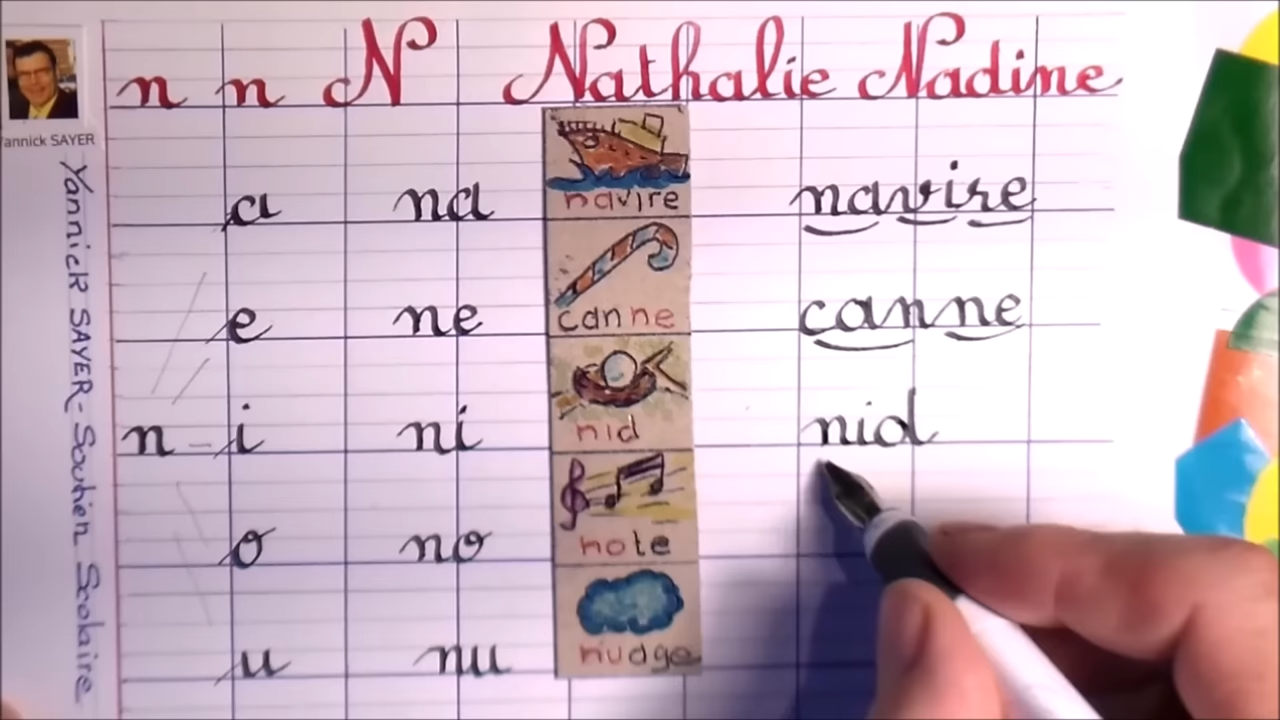 n n N Nathalie Nadine
Yannick SAYER
Yannick SAYER - Soutien Scolaire
a na navire navire
e ne canne canne
n - i ni nid nid
o no note
u nu nuage